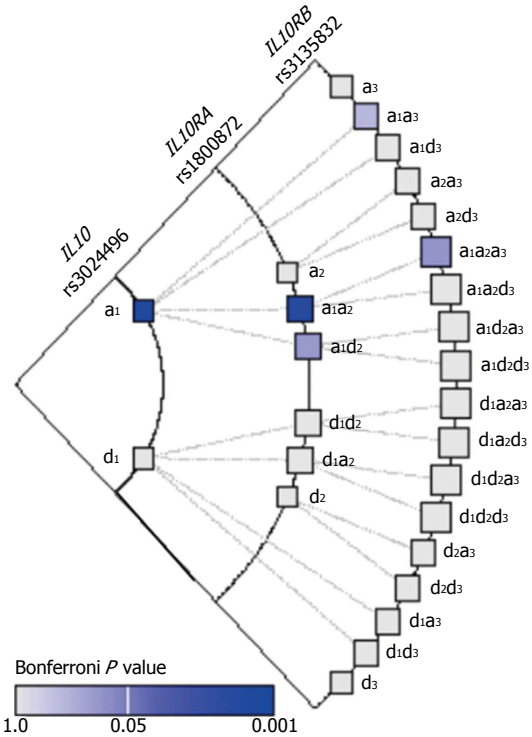 IL10RB
rs3135832
IL10RA
rs1800872
IL10
rs3024496
a3
a1a3
a1d3
a2a3
a2d3
a1a2a3
a1a2d3
a1d2a3
a1d2d3
d1a2a3
d1a2d3
d1d2a3
d1d2d3
d2a3
d2d3
d1a3
d1d3
d3
a2
a1a2
a1d2
d1d2
d1a2
d2
a1
d1
Bonferroni P value
1.0 0.05 0.001